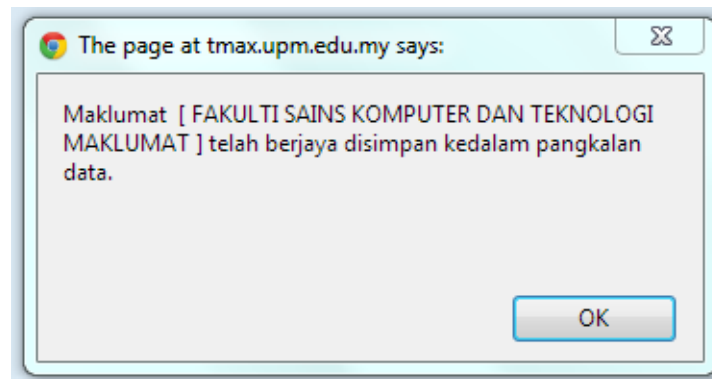 The page at tmax.upm.edu.my says:
Maklumat [ FAKULTI SAINS KOMPUTER DAN TEKNOLOGI
MAKLUMAT ] telah berjaya disimpan kedalam pangkalan
data.
OK